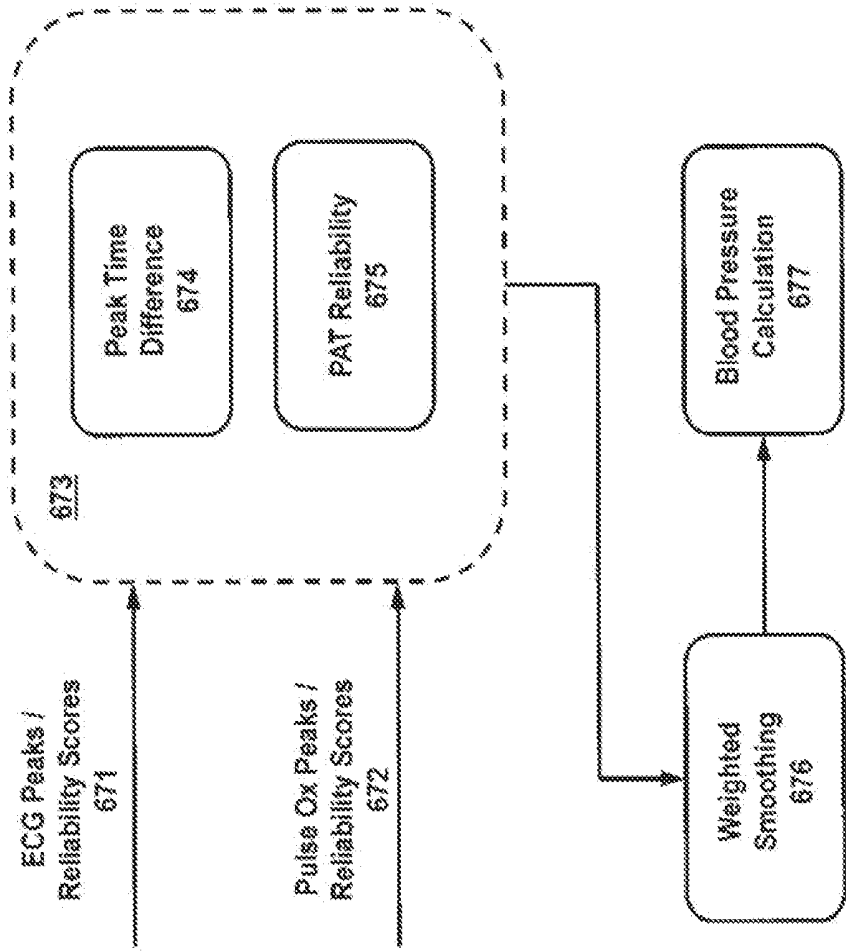 ECG Peaks /
Reliability Scores
671
Pulse Ox Peaks /
Reliability Scores
672
673
Peak Time
Difference
674
PAT Reliability
675
Weighted
Smoothing
676
Blood Pressure
Calculation
677